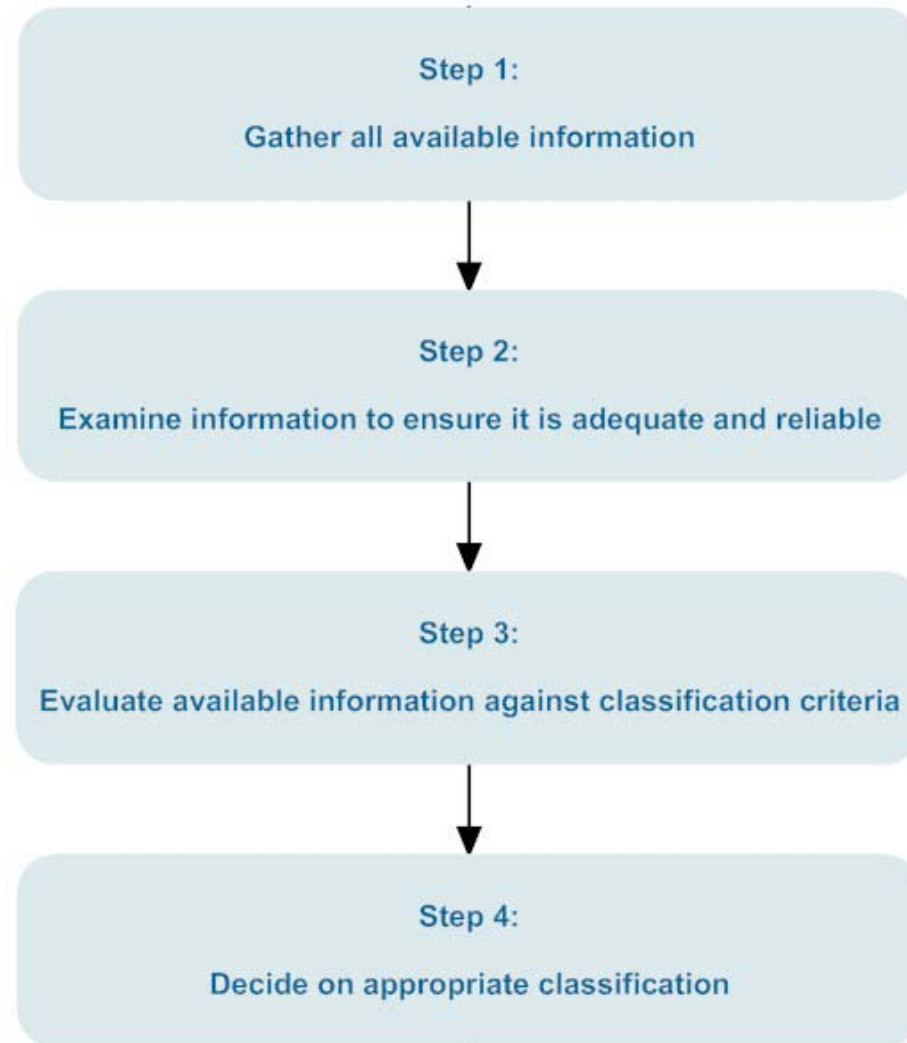 Step 1:
Gather all available information
Step 2:
Examine information to ensure it is adequate and reliable
Step 3:
Evaluate available information against classification criteria
Step 4:
Decide on appropriate classification